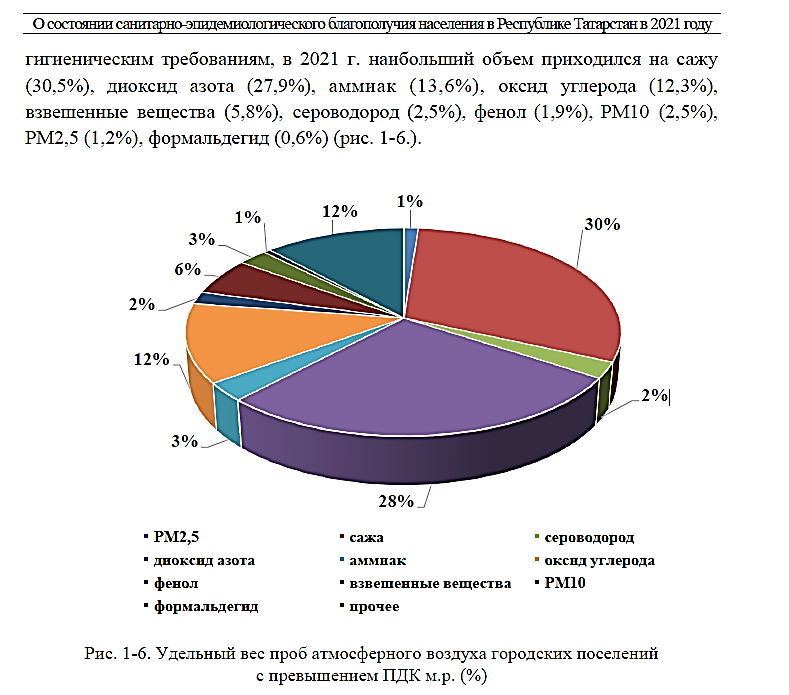 О состоянии санитарно-эпидемиологического благополучия населения в Республике Татарстан в 2021 году
гигиеническим требованиям, в 2021 г. наибольший объем приходился на сажу
(30,5%), диоксид азота (27,9%), аммиак (13,6%), оксид углерода (12,3%),
взвешенные вещества (5,8%), сероводород (2,5%), фенол (1,9%), РМ10 (2,5%),
РМ2,5 (1,2%), формальдегид (0,6%) (рис. 1-6.).
1%
12%
1%
30%
3%
6%
2%
12%
2%
3%
28%
РМ2,5
сажа
сероводород
диоксид азота
аммиак
оксид углерода
фенол
взвешенные вещества
РМ10
формальдегид
прочее
Рис. 1-6. Удельный вес проб атмосферного воздуха городских поселений
с превышением ПДК м.р. (%)